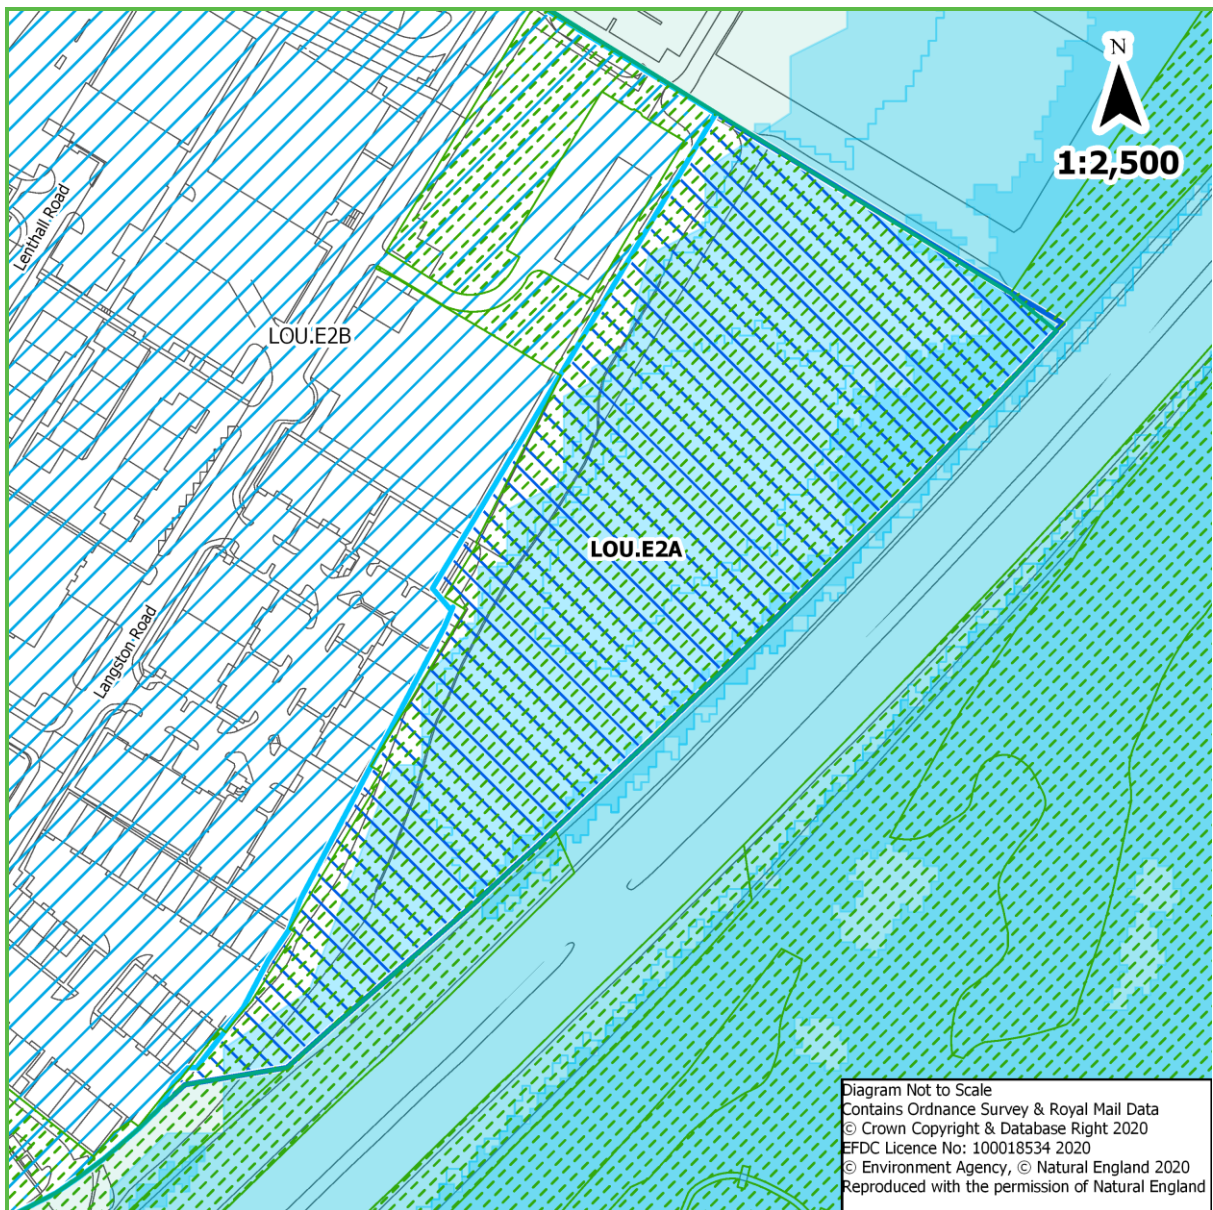 N
1:2,500
Lenthall Road
LOU.E2B
LOU.E2A
Langston Road
Diagram Not to Scale
Contains Ordnance Survey & Royal Mail Data
© Crown Copyright & Database Right 2020
EFDC Licence No: 100018534 2020
© Environment Agency, © Natural England 2020
Reproduced with the permission of Natural England